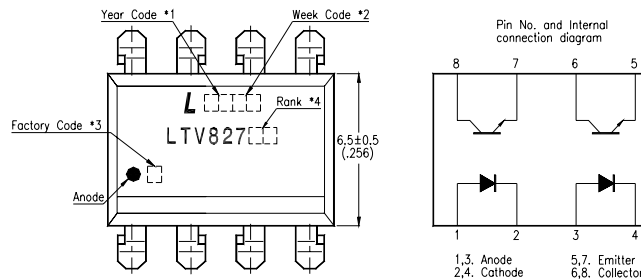 Year Code *1
Week Code *2
L
Rank *4
LTV827
Factory Code *3
Anode
6.5±0.5
(.256)
Pin No. and Internal
connection diagram
8 7 6 5
1 2 3 4
1,3. Anode 5,7. Emitter
2,4. Cathode 6,8. Collector